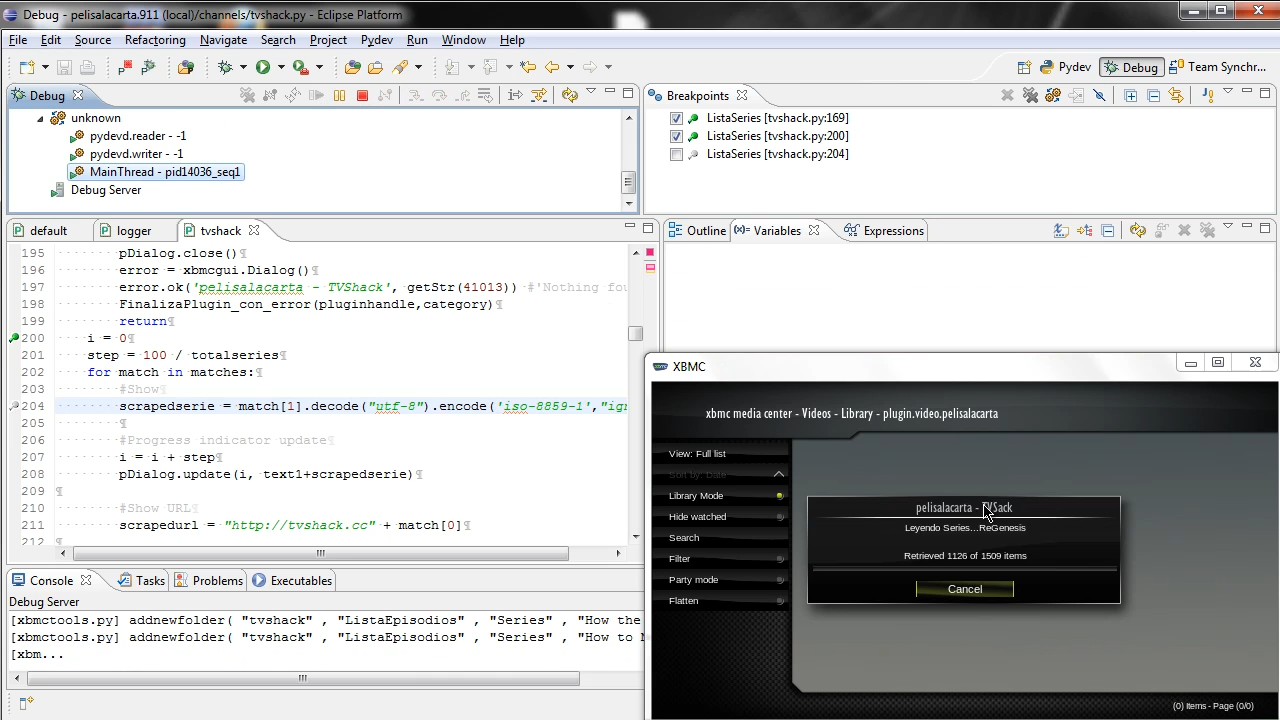 Debug - pelisalacarta.911 (local)/channels/tvshack.py - Eclipse Platform
File Edit Source Refactoring Navigate Search Project Pydev Run Window Help
Pydev Debug Team Synchr...
Debug
unknown
pydevd.reader - -1
pydevd.writer - -1
MainThread - pid14036_seq1
Debug Server
Breakpoints
ListaSeries [tvshack.py:169]
ListaSeries [tvshack.py:200]
ListaSeries [tvshack.py:204]
default logger tvshack
195 pDialog.close()¶
196 error = xbmcgui.Dialog()¶
197 error.ok('pelisalacarta - TVShack', getStr(41013)) #'Nothing fou
198 FinalizaPlugin_con_error(pluginhandle,category)¶
199 return¶
200 i = 0¶
201 step = 100 / totalseries¶
202 for match in matches:¶
203 #Show¶
204 scrapedserie = match[1].decode("utf-8").encode('iso-8859-1',"ign
205 ¶
206 #Progress indicator update¶
207 i = i + step¶
208 pDialog.update(i, text1+scrapedserie)¶
209 ¶
210 #Show URL¶
211 scrapedurl = "http://tvshack.cc" + match[0]¶
212
Outline (x)= Variables Expressions
Console Tasks Problems Executables
Debug Server
[xbmctools.py] addnewfolder( "tvshack" , "ListaEpisodios" , "Series" , "How the
[xbmctools.py] addnewfolder( "tvshack" , "ListaEpisodios" , "Series" , "How to
[xbm...
XBMC
xbmc media center - Videos - Library - plugin.video.pelisalacarta
View: Full list
Sort by: Date
Library Mode
Hide watched
Search
Filter
Party mode
Flatten
pelisalacarta - TVSack
Leyendo Series...ReGenesis
Retrieved 1126 of 1509 items
Cancel
(0) Items - Page (0/0)